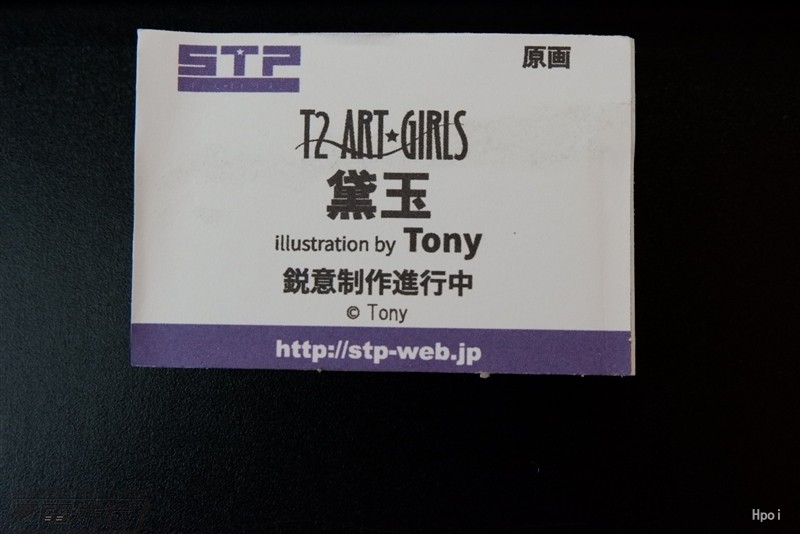 STP
原画
T2 ART★GIRLS
黛玉
illustration by Tony
鋭意制作進行中
© Tony
http://stp-web.jp
Hpoi